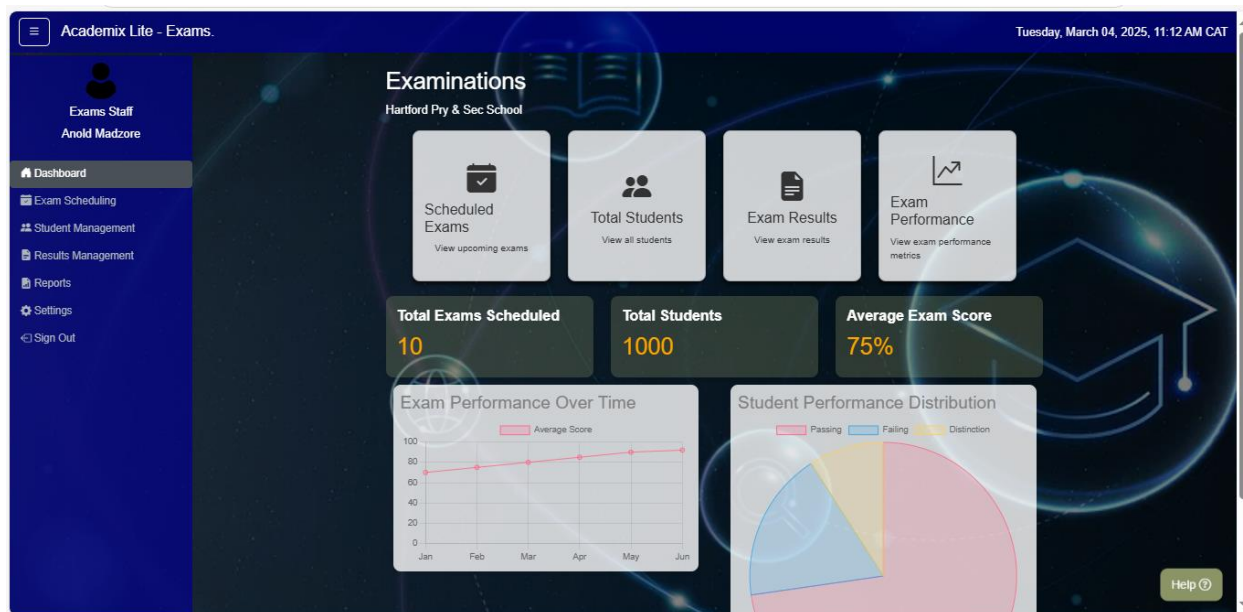 Academix Lite - Exams.
Tuesday, March 04, 2025, 11:12 AM CAT
Exams Staff
Anold Madzore
Dashboard
Exam Scheduling
Student Management
Results Management
Reports
Settings
Sign Out
Examinations
Hartford Pry & Sec School
Scheduled
Exams
View upcoming exams
Total Students
View all students
Exam Results
View exam results
Exam
Performance
View exam performance
metrics
Total Exams Scheduled
10
Total Students
1000
Average Exam Score
75%
Exam Performance Over Time
Average Score
100
80
60
40
20
0
Jan Feb Mar Apr May Jun
Student Performance Distribution
Passing Failing Distinction
Help